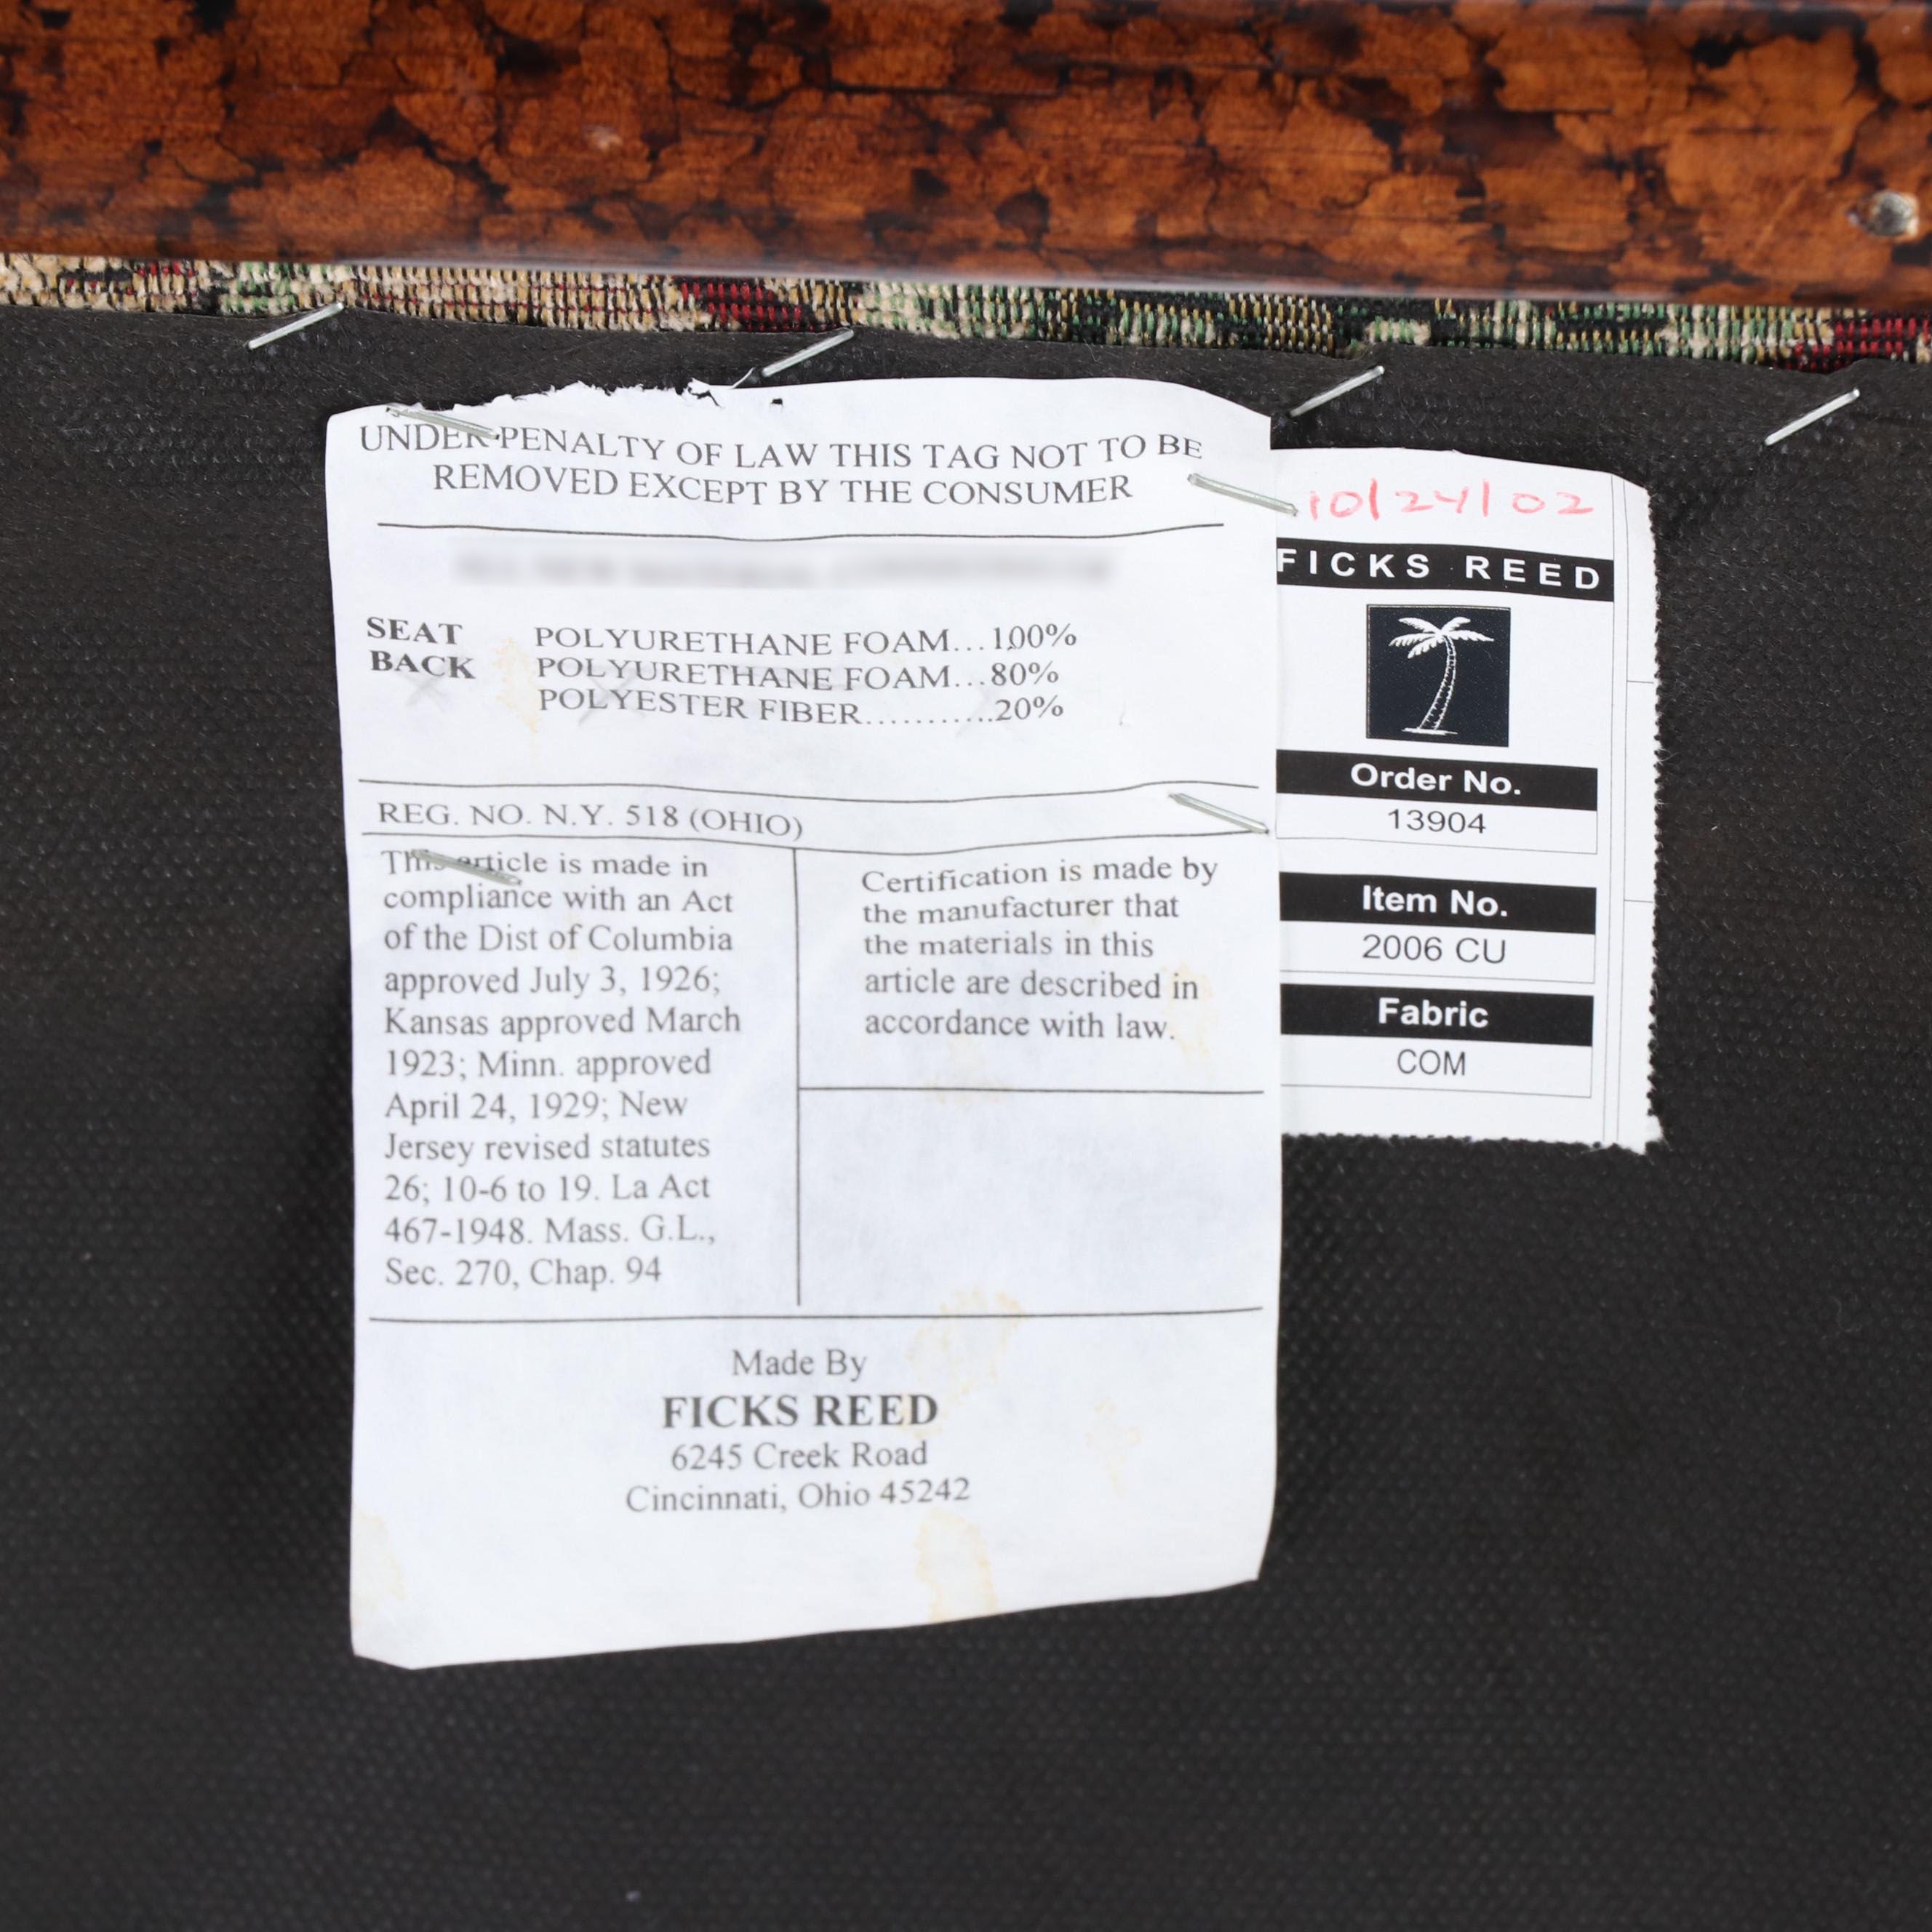 UNDER PENALTY OF LAW THIS TAG NOT TO BE
REMOVED EXCEPT BY THE CONSUMER
SEAT POLYURETHANE FOAM...100%
BACK POLYURETHANE FOAM...80%
POLYESTER FIBER...........20%
REG. NO. N.Y. 518 (OHIO)
This article is made in
compliance with an Act
of the Dist of Columbia
approved July 3, 1926;
Kansas approved March
1923; Minn. approved
April 24, 1929; New
Jersey revised statutes
26; 10-6 to 19. La Act
467-1948. Mass. G.L.,
Sec. 270, Chap. 94
Certification is made by
the manufacturer that
the materials in this
article are described in
accordance with law.
Made By
FICKS REED
6245 Creek Road
Cincinnati, Ohio 45242
10/24/02
FICKS REED
Order No.
13904
Item No.
2006 CU
Fabric
COM